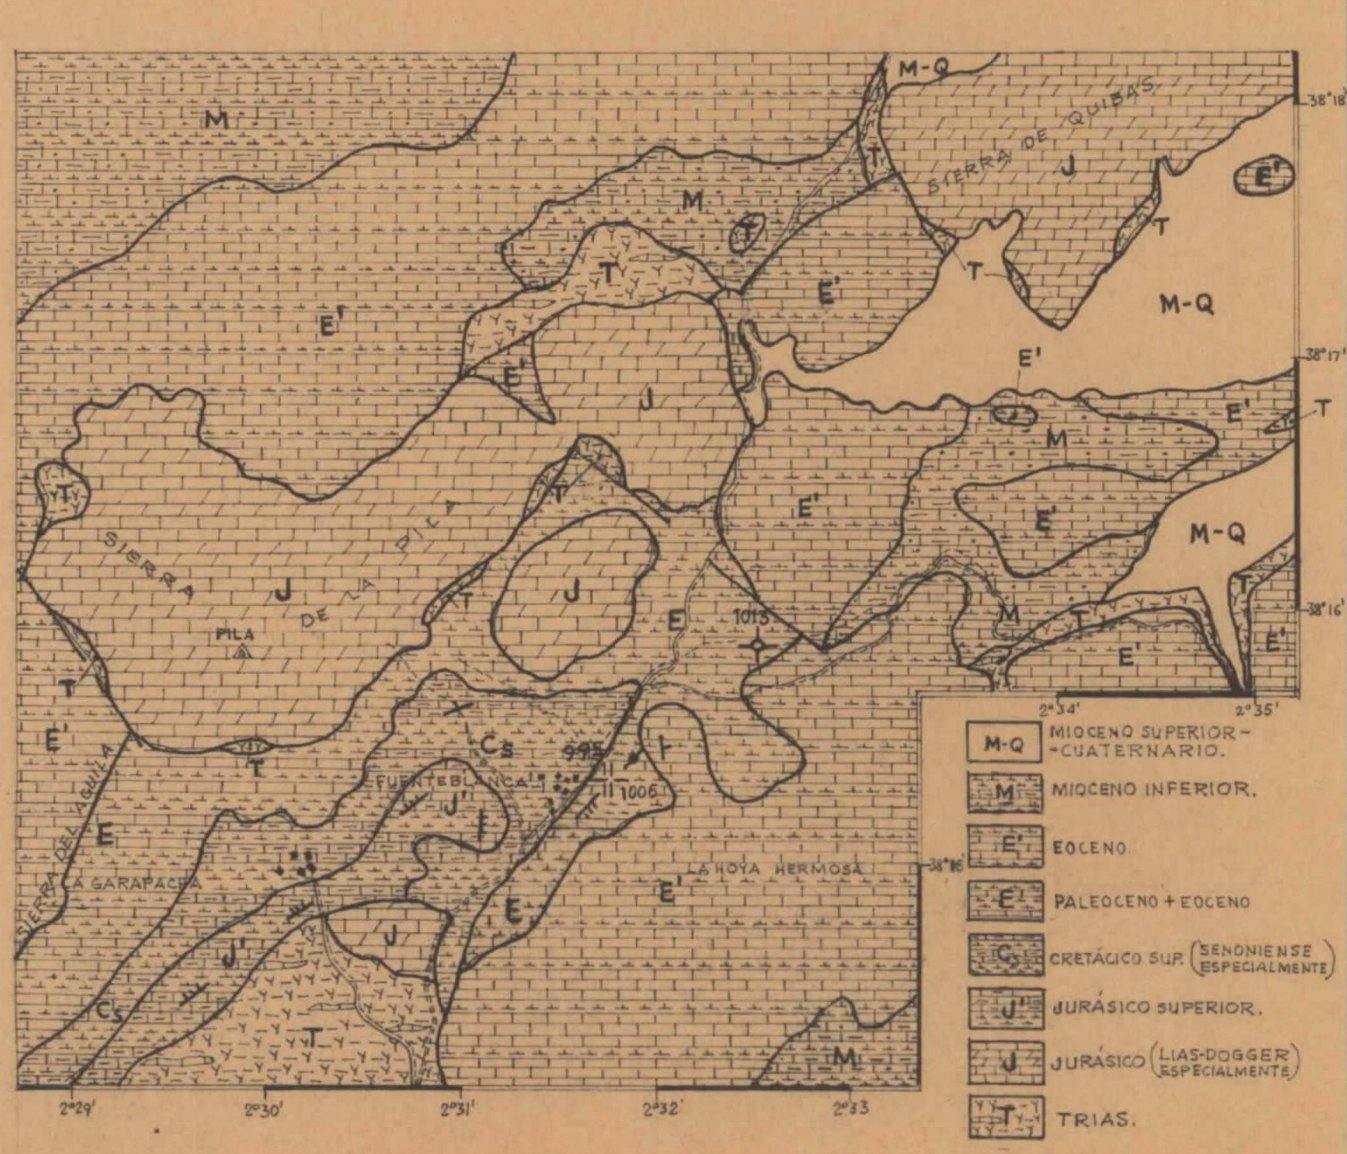 M-Q
38°18'
M
SIERRA DE QUIBAS
T
J
E'
M
T
T
T
T
E'
M-Q
E'
E'
38°17'
E'
J
E'
T
M
T
T
E'
E'
M-Q
SIERRA DE LA PILA
J
J
T
T
E
1015
M
T
38°16'
PILA
E'
E'
T
2°34'
2°35'
E'
T
Cs
995
FUENTEBLANCA
1006
J'
SIERRA DEL AGUILA
E
LA GARAPACHA
LA HOYA HERMOSA
E'
38°16'
E
J
J'
Cs
T
M
2°29'
2°30'
2°31'
2°32'
2°33
M-Q MIOCENO SUPERIOR-
-CUATERNARIO.
M MIOCENO INFERIOR.
E' EOCENO.
E PALEOCENO + EOCENO
Cs CRETÁCICO SUP. (SENONIENSE
ESPECIALMENTE)
J' JURÁSICO SUPERIOR.
J JURÁSICO (LIAS-DOGGER
ESPECIALMENTE)
T TRIAS.